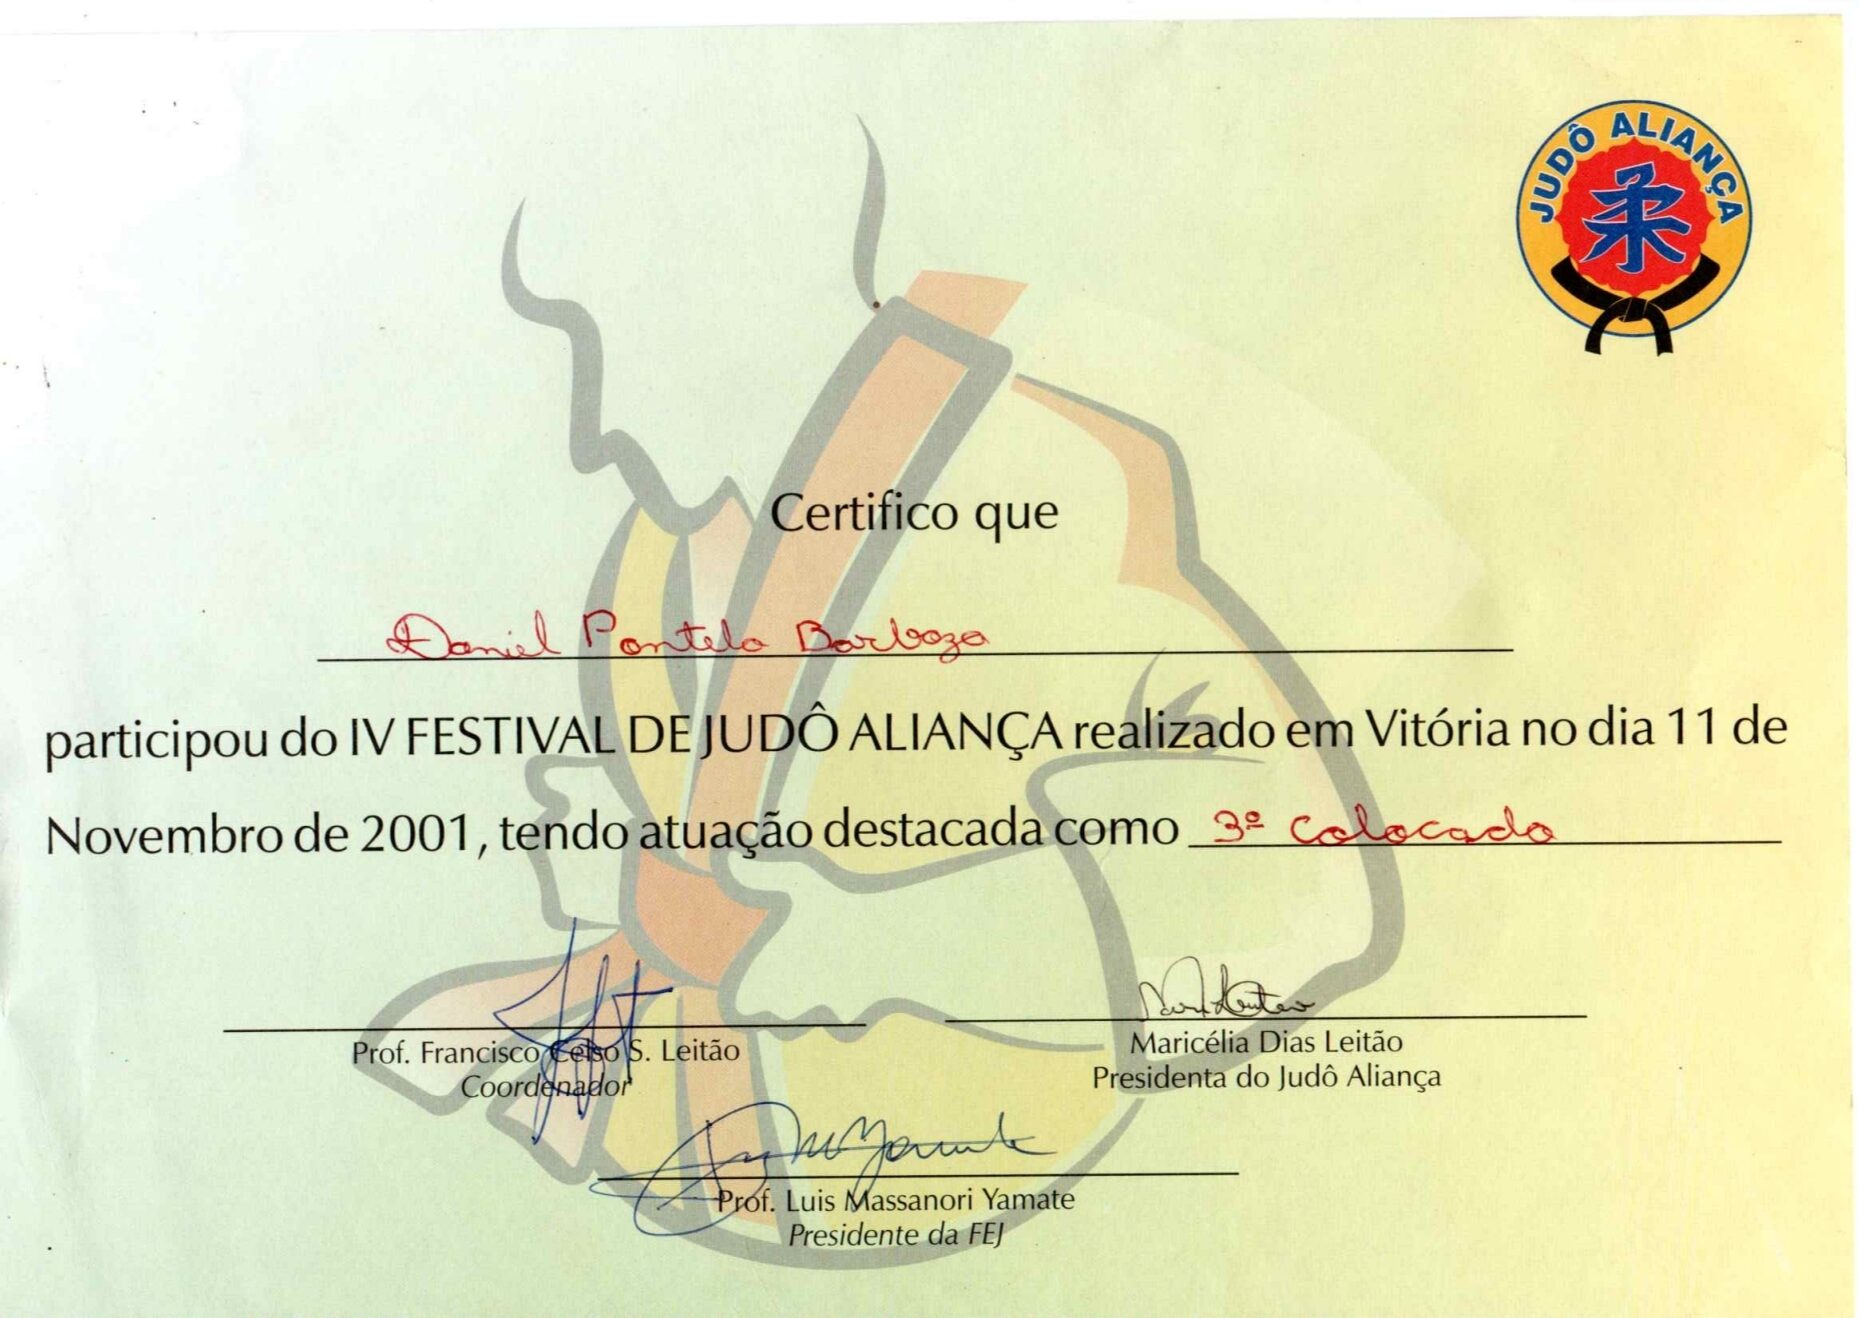 JUDÔ ALIANÇA
柔
Certifico que
Daniel Pontelo Barboza
participou do IV FESTIVAL DE JUDÔ ALIANÇA realizado em Vitória no dia 11 de
Novembro de 2001, tendo atuação destacada como 3º colocado
Prof. Francisco Celso S. Leitão
Coordenador
Maricélia Dias Leitão
Presidenta do Judô Aliança
Prof. Luis Massanori Yamate
Presidente da FEJ